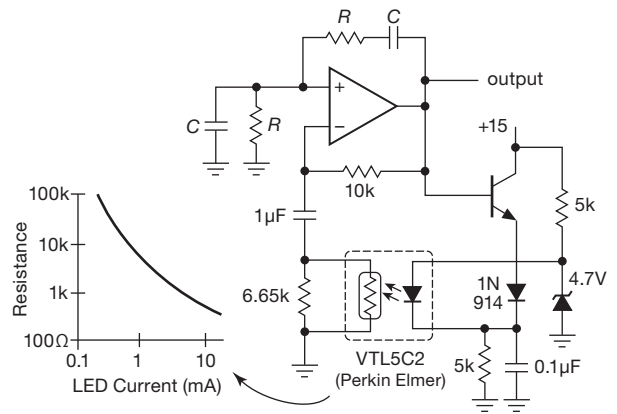 R
C
+
output
C
R
−
+15
10k
5k
100k
1µF
10k
1N
914
4.7V
6.65k
Resistance
1k
100Ω
VTL5C2
(Perkin Elmer)
5k
0.1µF
0.1
1
10
LED Current (mA)